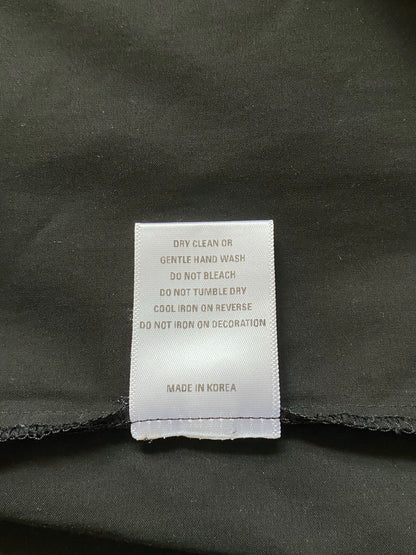 DRY CLEAN OR
GENTLE HAND WASH
DO NOT BLEACH
DO NOT TUMBLE DRY
COOL IRON ON REVERSE
DO NOT IRON ON DECORATION
MADE IN KOREA